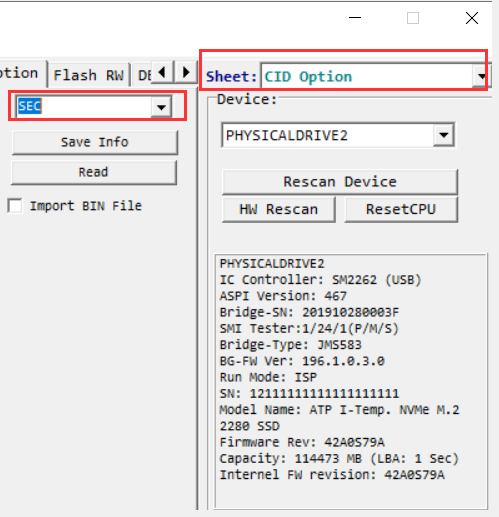 otion
Flash RW
DE
Sheet:
CID Option
SEC
Save Info
Read
Import BIN File
Device:
PHYSICALDRIVE2
Rescan Device
HW Rescan
ResetCPU
PHYSICALDRIVE2
IC Controller: SM2262 (USB)
ASPI Version: 467
Bridge-SN: 201910280003F
SMI Tester:1/24/1(P/M/S)
Bridge-Type: JMS583
BG-FW Ver: 196.1.0.3.0
Run Mode: ISP
SN: 12111111111111111111
Model Name: ATP I-Temp. NVMe M.2
2280 SSD
Firmware Rev: 42A0S79A
Capacity: 114473 MB (LBA: 1 Sec)
Internel FW revision: 42A0S79A